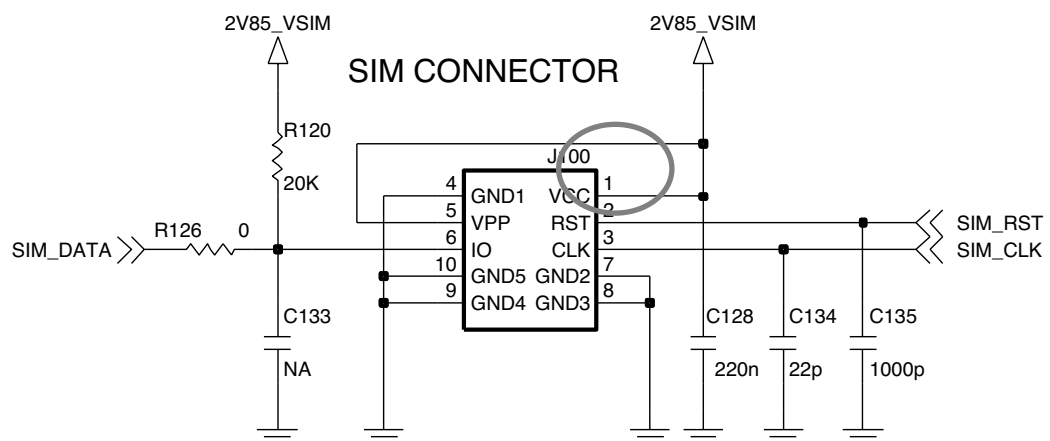 2V85_VSIM
2V85_VSIM
SIM CONNECTOR
R120
20K
J100
4
GND1
VCC
1
5
VPP
RST
2
SIM_DATA
R126
0
6
IO
CLK
3
SIM_RST
SIM_CLK
10
GND5
GND2
7
9
GND4
GND3
8
C133
NA
C128
220n
C134
22p
C135
1000p